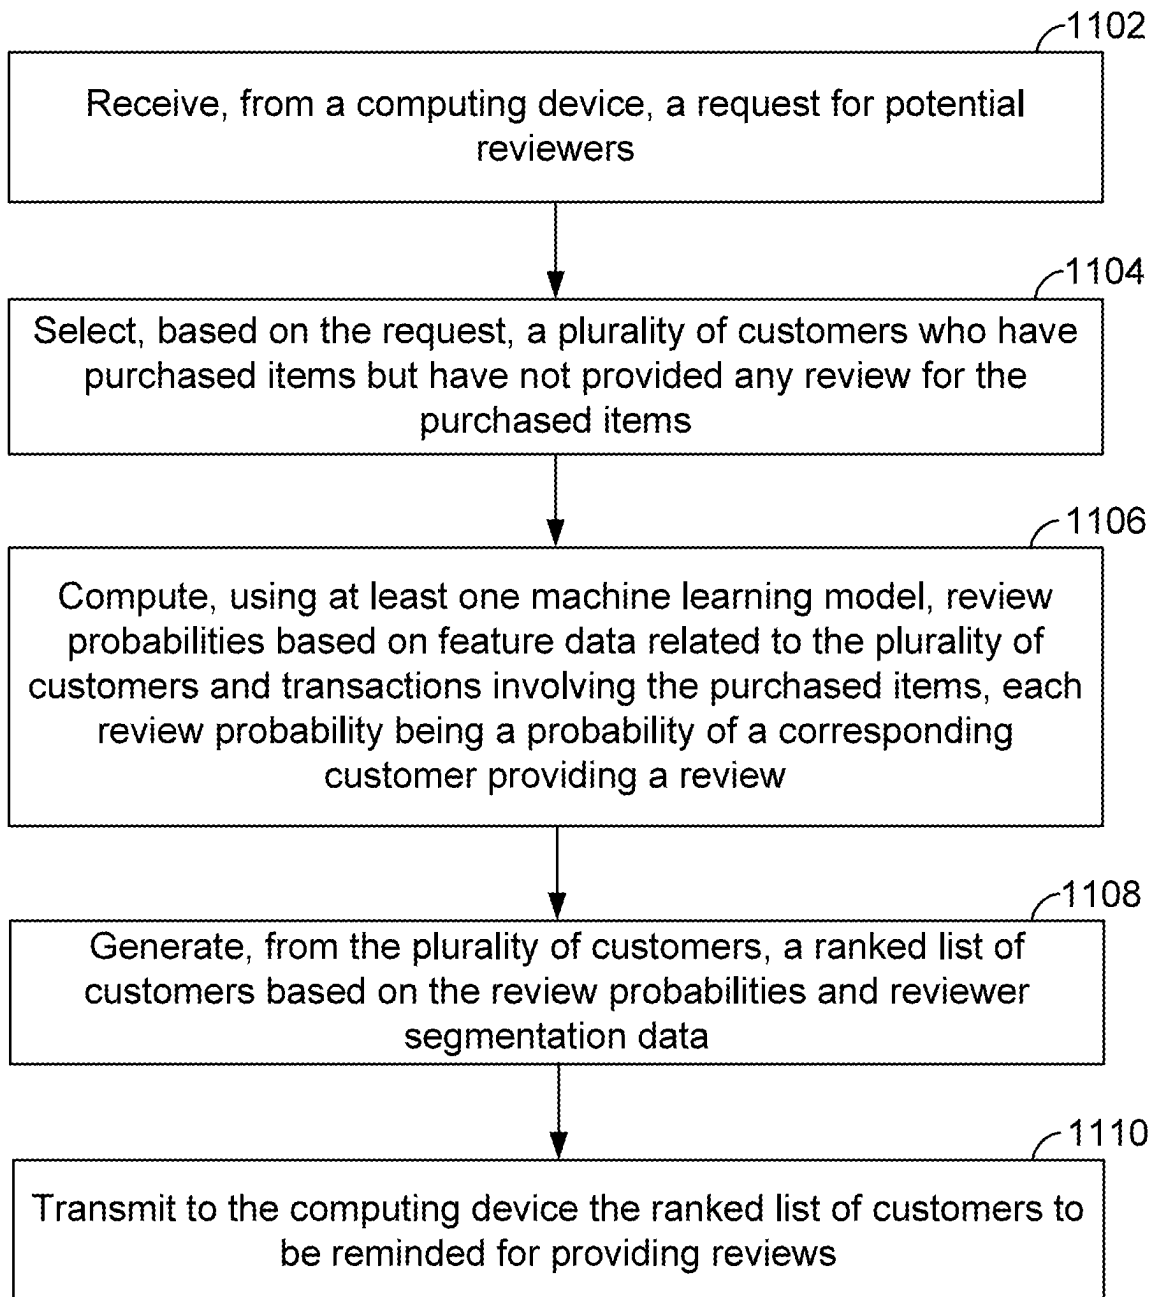 1102
Receive, from a computing device, a request for potential
reviewers
1104
Select, based on the request, a plurality of customers who have
purchased items but have not provided any review for the
purchased items
1106
Compute, using at least one machine learning model, review
probabilities based on feature data related to the plurality of
customers and transactions involving the purchased items, each
review probability being a probability of a corresponding
customer providing a review
1108
Generate, from the plurality of customers, a ranked list of
customers based on the review probabilities and reviewer
segmentation data
1110
Transmit to the computing device the ranked list of customers to
be reminded for providing reviews